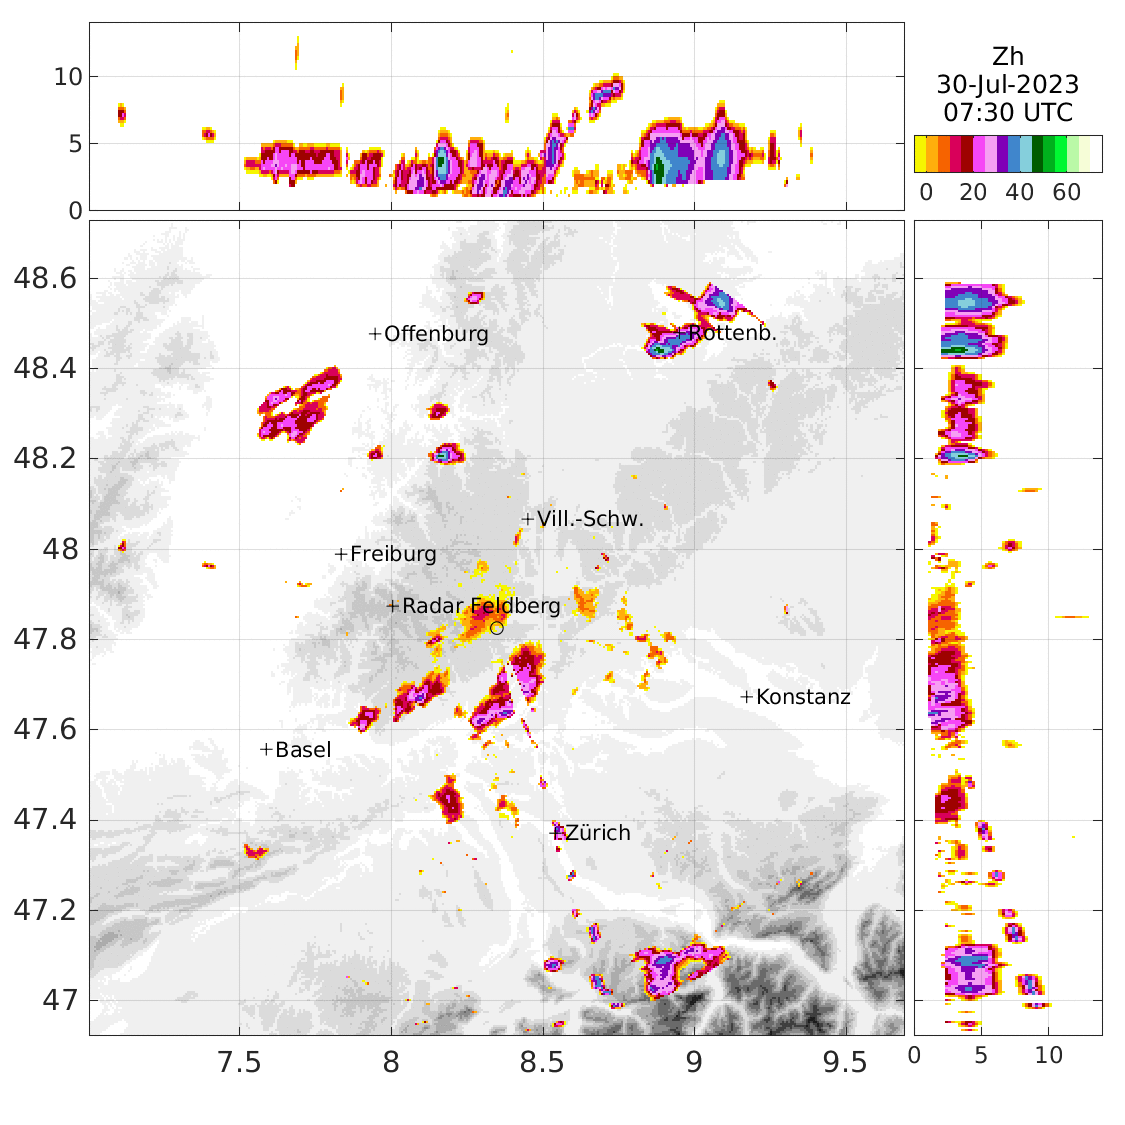 10
5
0
Zh
30-Jul-2023
07:30 UTC
0 20 40 60
48.6
48.4
48.2
48
47.8
47.6
47.4
47.2
47
+Offenburg
+Rottenb.
+Vill.-Schw.
+Freiburg
+Radar Feldberg
+Konstanz
+Basel
+Zürich
7.5 8 8.5 9 9.5
0 5 10